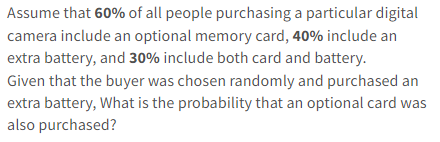 Assume that 60% of all people purchasing a particular digital
camera include an optional memory card, 40% include an
extra battery, and 30% include both card and battery.
Given that the buyer was chosen randomly and purchased an
extra battery, What is the probability that an optional card was
also purchased?